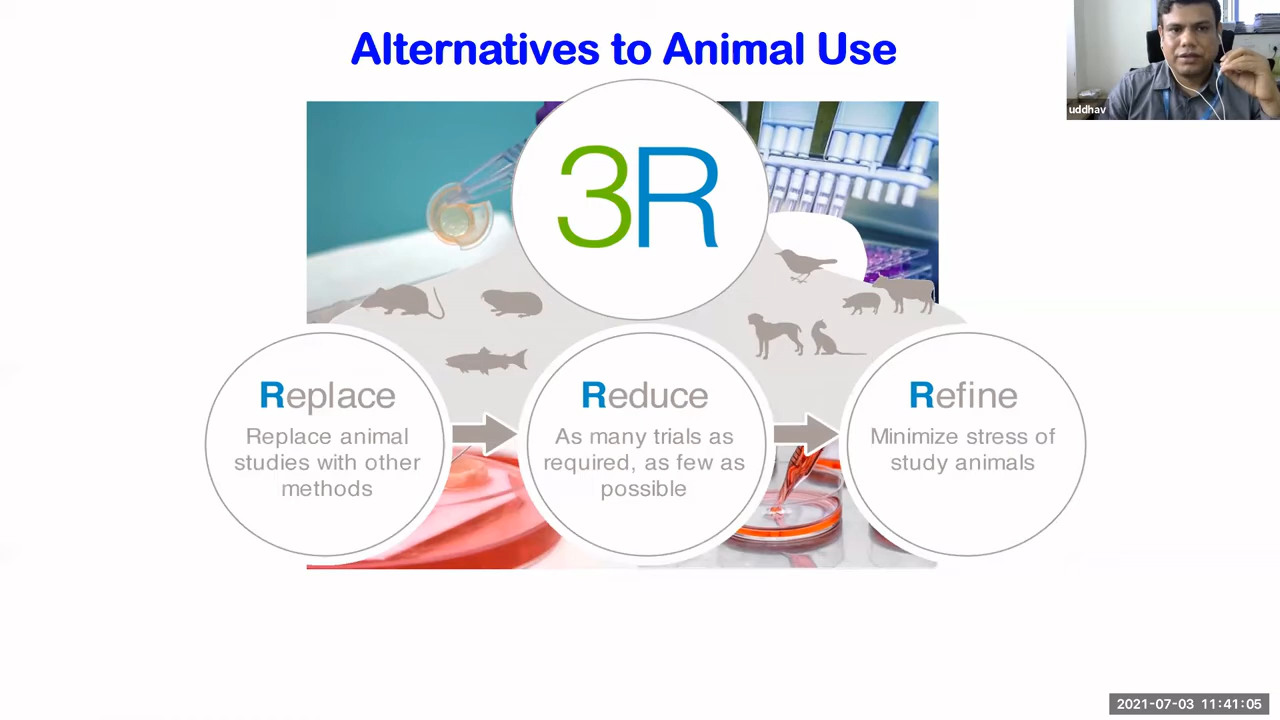 Alternatives to Animal Use
uddhav
3R
Replace
Replace animal
studies with other
methods
Reduce
As many trials as
required, as few as
possible
Refine
Minimize stress of
study animals
2021-07-03 11:41:05